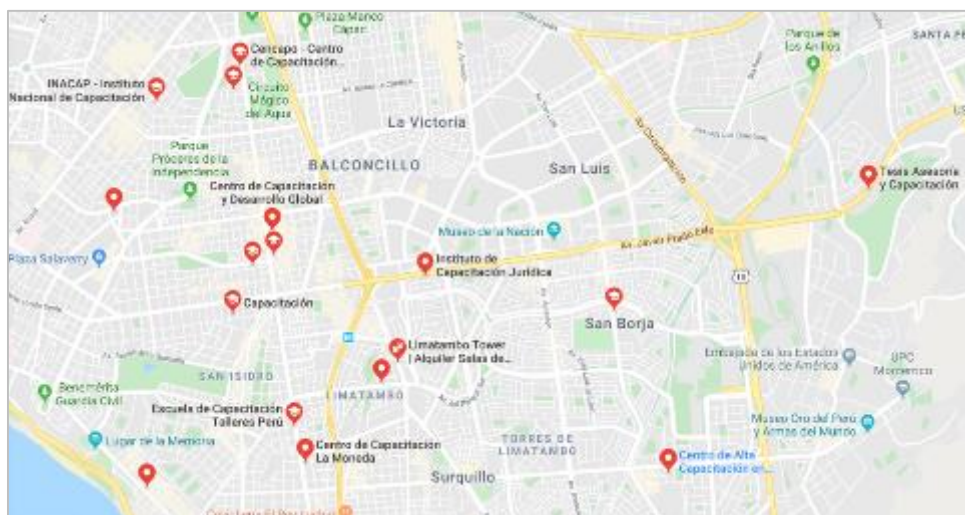 Plaza Manco
Cápac
Parque de
los Anillos
SANTA
Cencapo - Centro
de Capacitación...
INACAP - Instituto
Nacional de Capacitación
Circuito
Mágico
del Agua
La Victoria
Parque
Próceres de la
Independencia
BALCONCILLO
San Luis
Centro de Capacitación
y Desarrollo Global
Tesas Asesoría
y Capacitación
Museo de la Nación
Av. Javier Prado Este
Plaza Salaverry
Instituto de
Capacitación Jurídica
Capacitación
San Borja
Limatambo Tower
| Alquiler Salas de...
Embajada de los Estados
Unidos de América
UPC
Monterrico
SAN ISIDRO
LIMATAMBO
Benemérita
Guardia Civil
Escuela de Capacitación
Talleres Perú
Museo Oro del Perú
y Armas del Mundo
Lugar de la Memoria
Centro de Capacitación
La Moneda
TORRES DE
LIMATAMBO
Centro de Alta
Capacitación en...
Surquillo